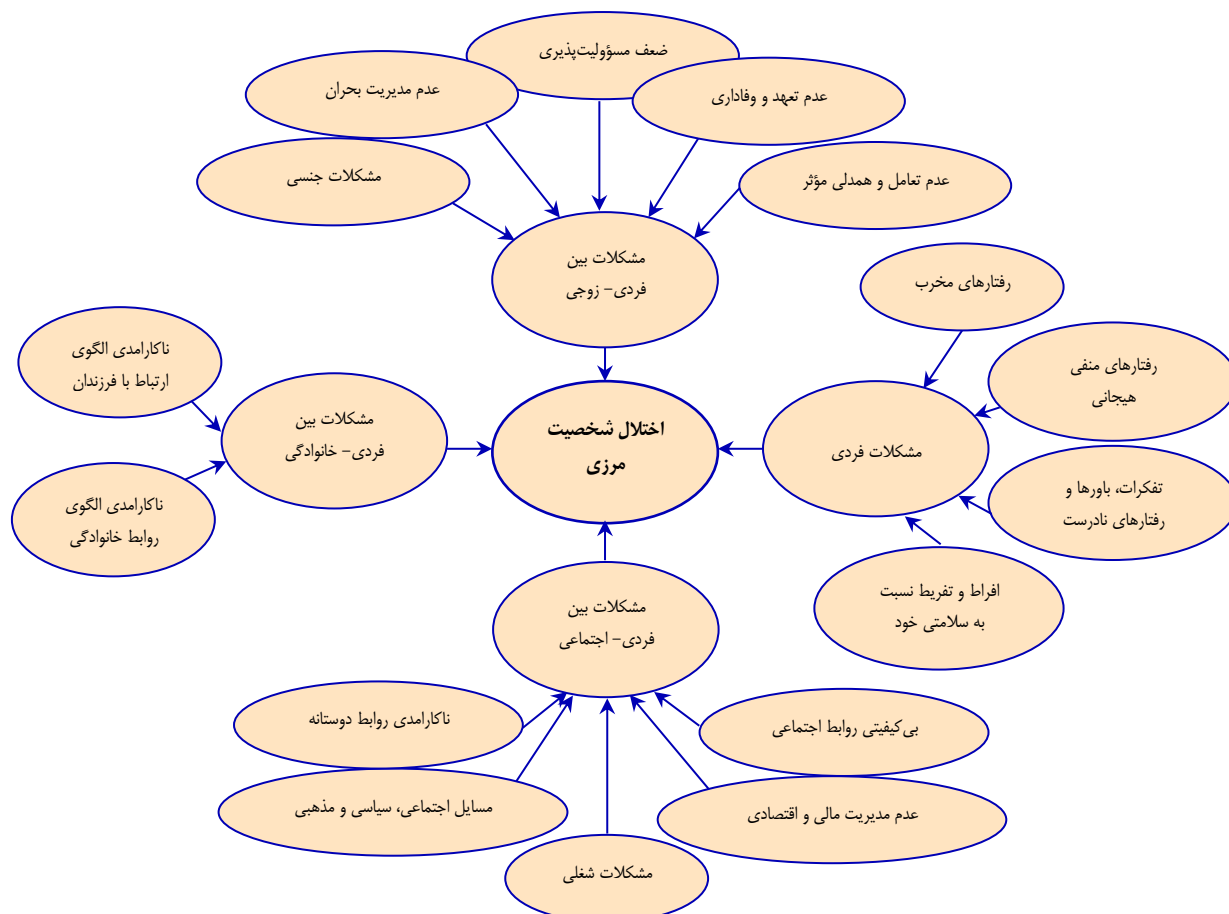 ضعف مسؤولیت‌پذیری
عدم مدیریت بحران
عدم تعهد و وفاداری
مشکلات جنسی
عدم تعامل و همدلی مؤثر
مشکلات بین
فردی- زوجی
رفتارهای مخرب
ناکارامدی الگوی
ارتباط با فرزندان
رفتارهای منفی
هیجانی
مشکلات بین
فردی- خانوادگی
اختلال شخصیت
مرزی
مشکلات فردی
تفکرات، باورها و
رفتارهای نادرست
ناکارامدی الگوی
روابط خانوادگی
افراط و تفریط نسبت
به سلامتی خود
مشکلات بین
فردی- اجتماعی
ناکارامدی روابط دوستانه
بی‌کیفیتی روابط اجتماعی
مسایل اجتماعی، سیاسی و مذهبی
عدم مدیریت مالی و اقتصادی
مشکلات شغلی